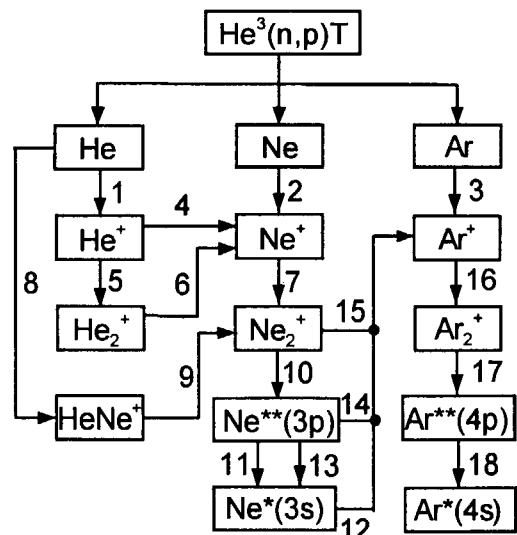 He³(n,p)T
He Ne Ar
1 2 3
4
He⁺ Ne⁺ Ar⁺
8 5 6 7 16
He₂⁺ Ne₂⁺ 15 Ar₂⁺
9 10 17
HeNe⁺ Ne**(3p) 14 Ar**(4p)
11 13 18
Ne*(3s) 12 Ar*(4s)